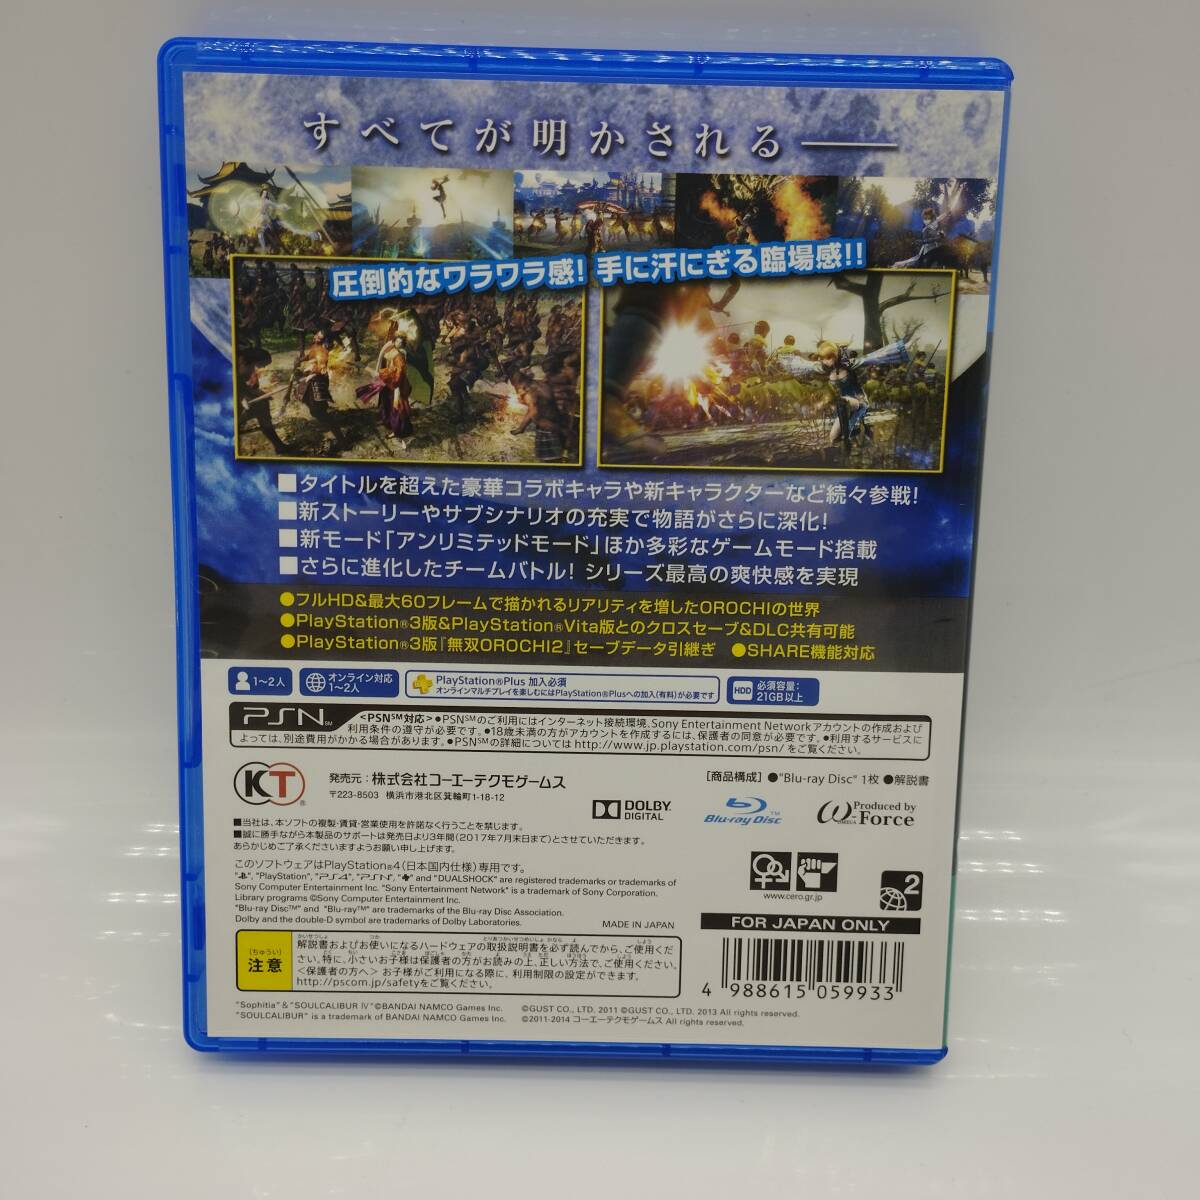 すべてが明かされる――
圧倒的なワラワラ感! 手に汗にぎる臨場感!!
■タイトルを超えた豪華コラボキャラや新キャラクターなど続々参戦!
■新ストーリーやサブシナリオの充実で物語がさらに深化!
■新モード「アンリミテッドモード」ほか多彩なゲームモード搭載
■さらに進化したチームバトル! シリーズ最高の爽快感を実現
●フルHD&最大60フレームで描かれるリアリティを増したOROCHIの世界
●PlayStation®3版&PlayStation®Vita版とのクロスセーブ&DLC共有可能
●PlayStation®3版『無双OROCHI2』セーブデータ引継ぎ ●SHARE機能対応
1~2人
オンライン対応
1~2人
PlayStation®Plus 加入必須
オンラインマルチプレイを楽しむにはPlayStation®Plusへの加入(有料)が必要です
HDD
必須容量:
21GB以上
PSN SM
<PSN℠対応> ●PSN℠のご利用にはインターネット接続環境、Sony Entertainment Networkアカウントの作成および
利用条件の遵守が必要です。●18歳未満の方がアカウントを作成するには、保護者の同意が必要です。●利用するサービスに
よっては、別途費用がかかる場合があります。●PSN℠の詳細については http://www.jp.playstation.com/psn/ をご覧ください。
KT®
発売元:株式会社コーエーテクモゲームス
〒223-8503 横浜市港北区箕輪町1-18-12
[商品構成] ●"Blu-ray Disc" 1枚 ●解説書
DOLBY
DIGITAL
Blu-ray Disc™
Produced by
ω-Force
OMEGA
■当社は、本ソフトの複製・賃貸・営業使用を許諾なく行うことを禁じます。
■誠に勝手ながら本製品のサポートは発売日より3年間(2017年7月末日まで)とさせていただきます。
あらかじめご了承くださいますようお願い申し上げます。
このソフトウェアはPlayStation®4(日本国内仕様)専用です。
"PS", "PlayStation", "PS4", "PSN", "✚" and "DUALSHOCK" are registered trademarks or trademarks of
Sony Computer Entertainment Inc. "Sony Entertainment Network" is a trademark of Sony Corporation.
Library programs ©Sony Computer Entertainment Inc.
"Blu-ray Disc™" and "Blu-ray™" are trademarks of the Blu-ray Disc Association.
Dolby and the double-D symbol are trademarks of Dolby Laboratories.
MADE IN JAPAN
www.cero.gr.jp
2
FOR JAPAN ONLY
(ちゅうい)
注意
解説書およびお使いになるハードウェアの取扱説明書を必ず読んでから、ご使用くだ
さい。特に、小さいお子様は保護者の方がお読みの上、正しい方法で、ご使用ください。
<保護者の方へ> お子様がご利用になる際に、利用制限の設定ができます。
http://pscom.jp/safetyをご覧ください。
4 988615 059933
"Sophitia" & "SOULCALIBUR Ⅳ" ©BANDAI NAMCO Games Inc.
"SOULCALIBUR" is a trademark of BANDAI NAMCO Games Inc.
©GUST CO., LTD. 2011 ©GUST CO., LTD. 2013 All rights reserved.
©2011-2014 コーエーテクモゲームス All rights reserved.